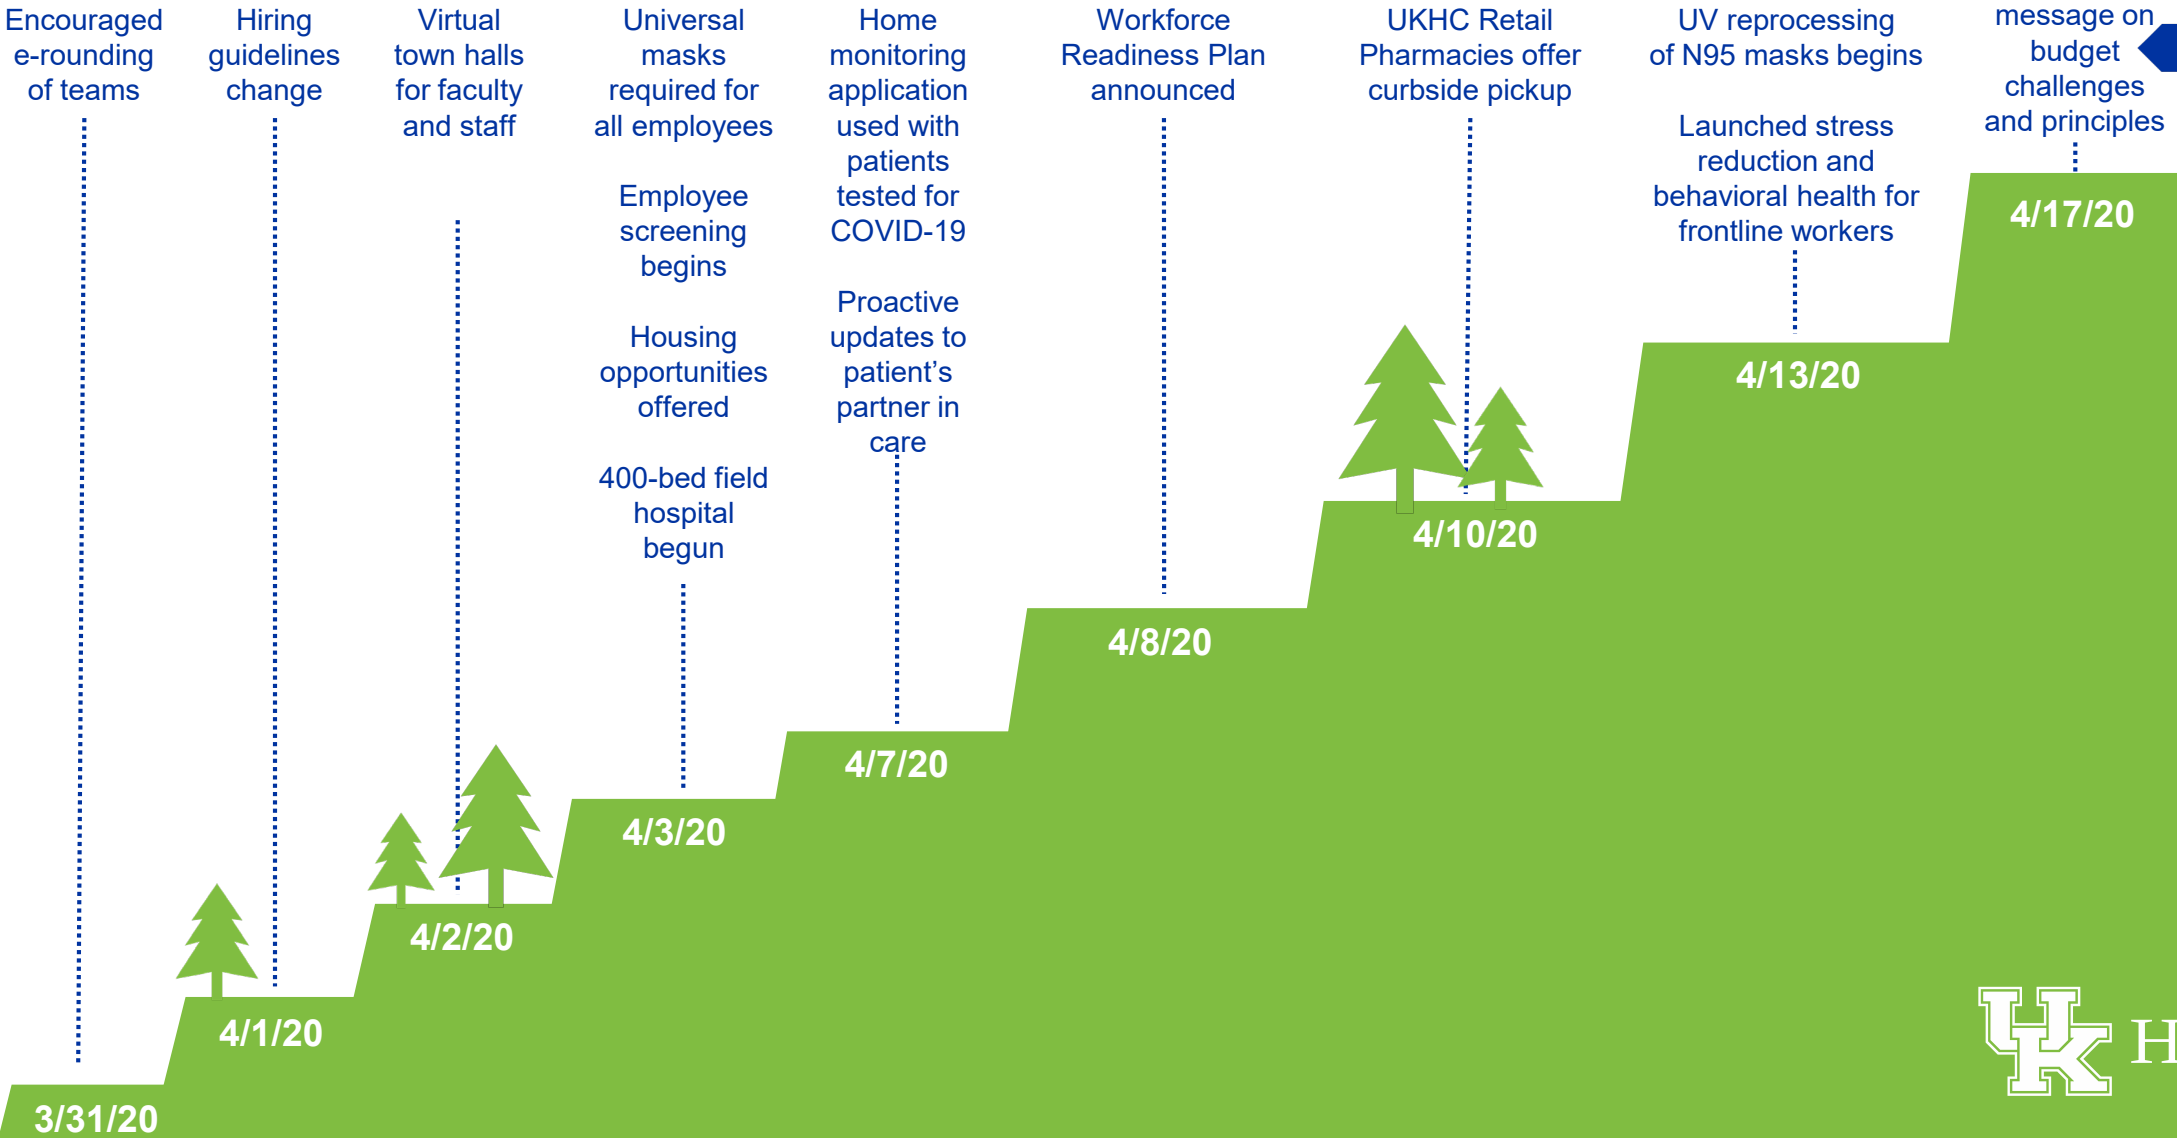 Encouraged
e-rounding
of teams
Hiring
guidelines
change
Virtual
town halls
for faculty
and staff
Universal
masks
required for
all employees
Employee
screening
begins
Housing
opportunities
offered
400-bed field
hospital
begun
Home
monitoring
application
used with
patients
tested for
COVID-19
Proactive
updates to
patient’s
partner in
care
Workforce
Readiness Plan
announced
UKHC Retail
Pharmacies offer
curbside pickup
UV reprocessing
of N95 masks begins
Launched stress
reduction and
behavioral health for
frontline workers
message on
budget
challenges
and principles
3/31/20
4/1/20
4/2/20
4/3/20
4/7/20
4/8/20
4/10/20
4/13/20
4/17/20
UK H